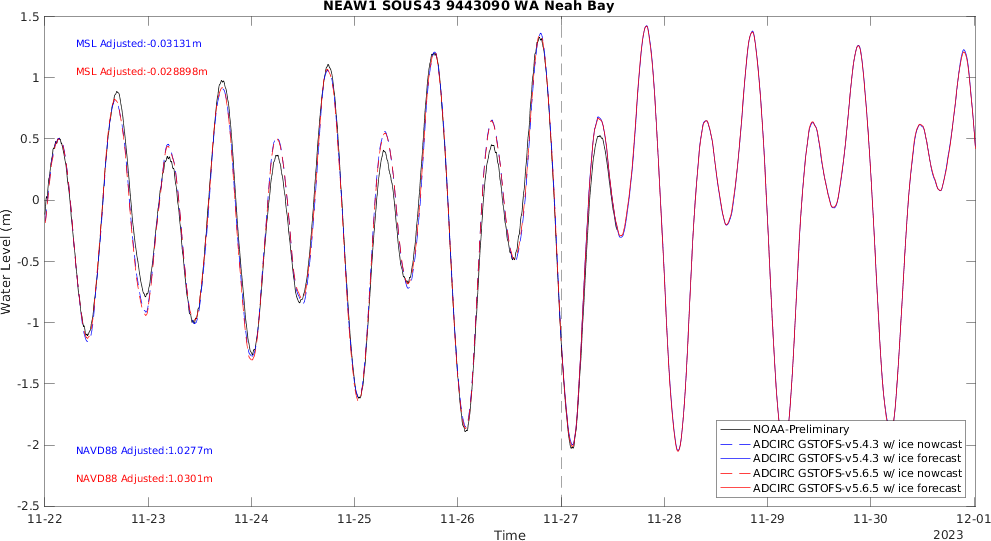 NEAW1 SOUS43 9443090 WA Neah Bay
1.5
1
0.5
0
-0.5
-1
-1.5
-2
-2.5
Water Level (m)
MSL Adjusted:-0.03131m
MSL Adjusted:-0.028898m
NAVD88 Adjusted:1.0277m
NAVD88 Adjusted:1.0301m
NOAA-Preliminary
ADCIRC GSTOFS-v5.4.3 w/ ice nowcast
ADCIRC GSTOFS-v5.4.3 w/ ice forecast
ADCIRC GSTOFS-v5.6.5 w/ ice nowcast
ADCIRC GSTOFS-v5.6.5 w/ ice forecast
11-22 11-23 11-24 11-25 11-26 11-27 11-28 11-29 11-30 12-01
Time
2023